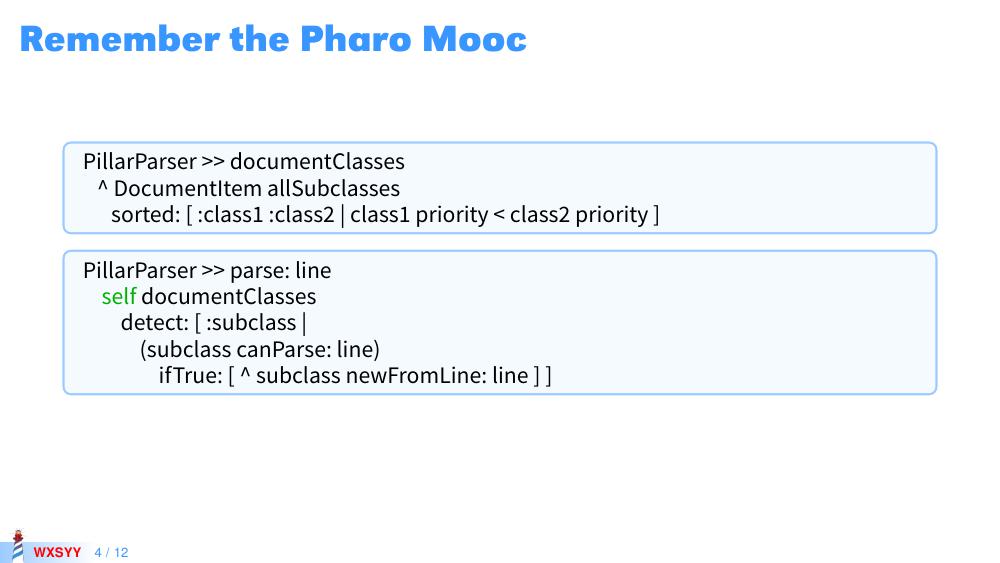 Remember the Pharo Mooc
PillarParser >> documentClasses
^ DocumentItem allSubclasses
sorted: [ :class1 :class2 | class1 priority < class2 priority ]
PillarParser >> parse: line
self documentClasses
detect: [ :subclass |
(subclass canParse: line)
ifTrue: [ ^ subclass newFromLine: line ] ]
WXSYY 4 / 12